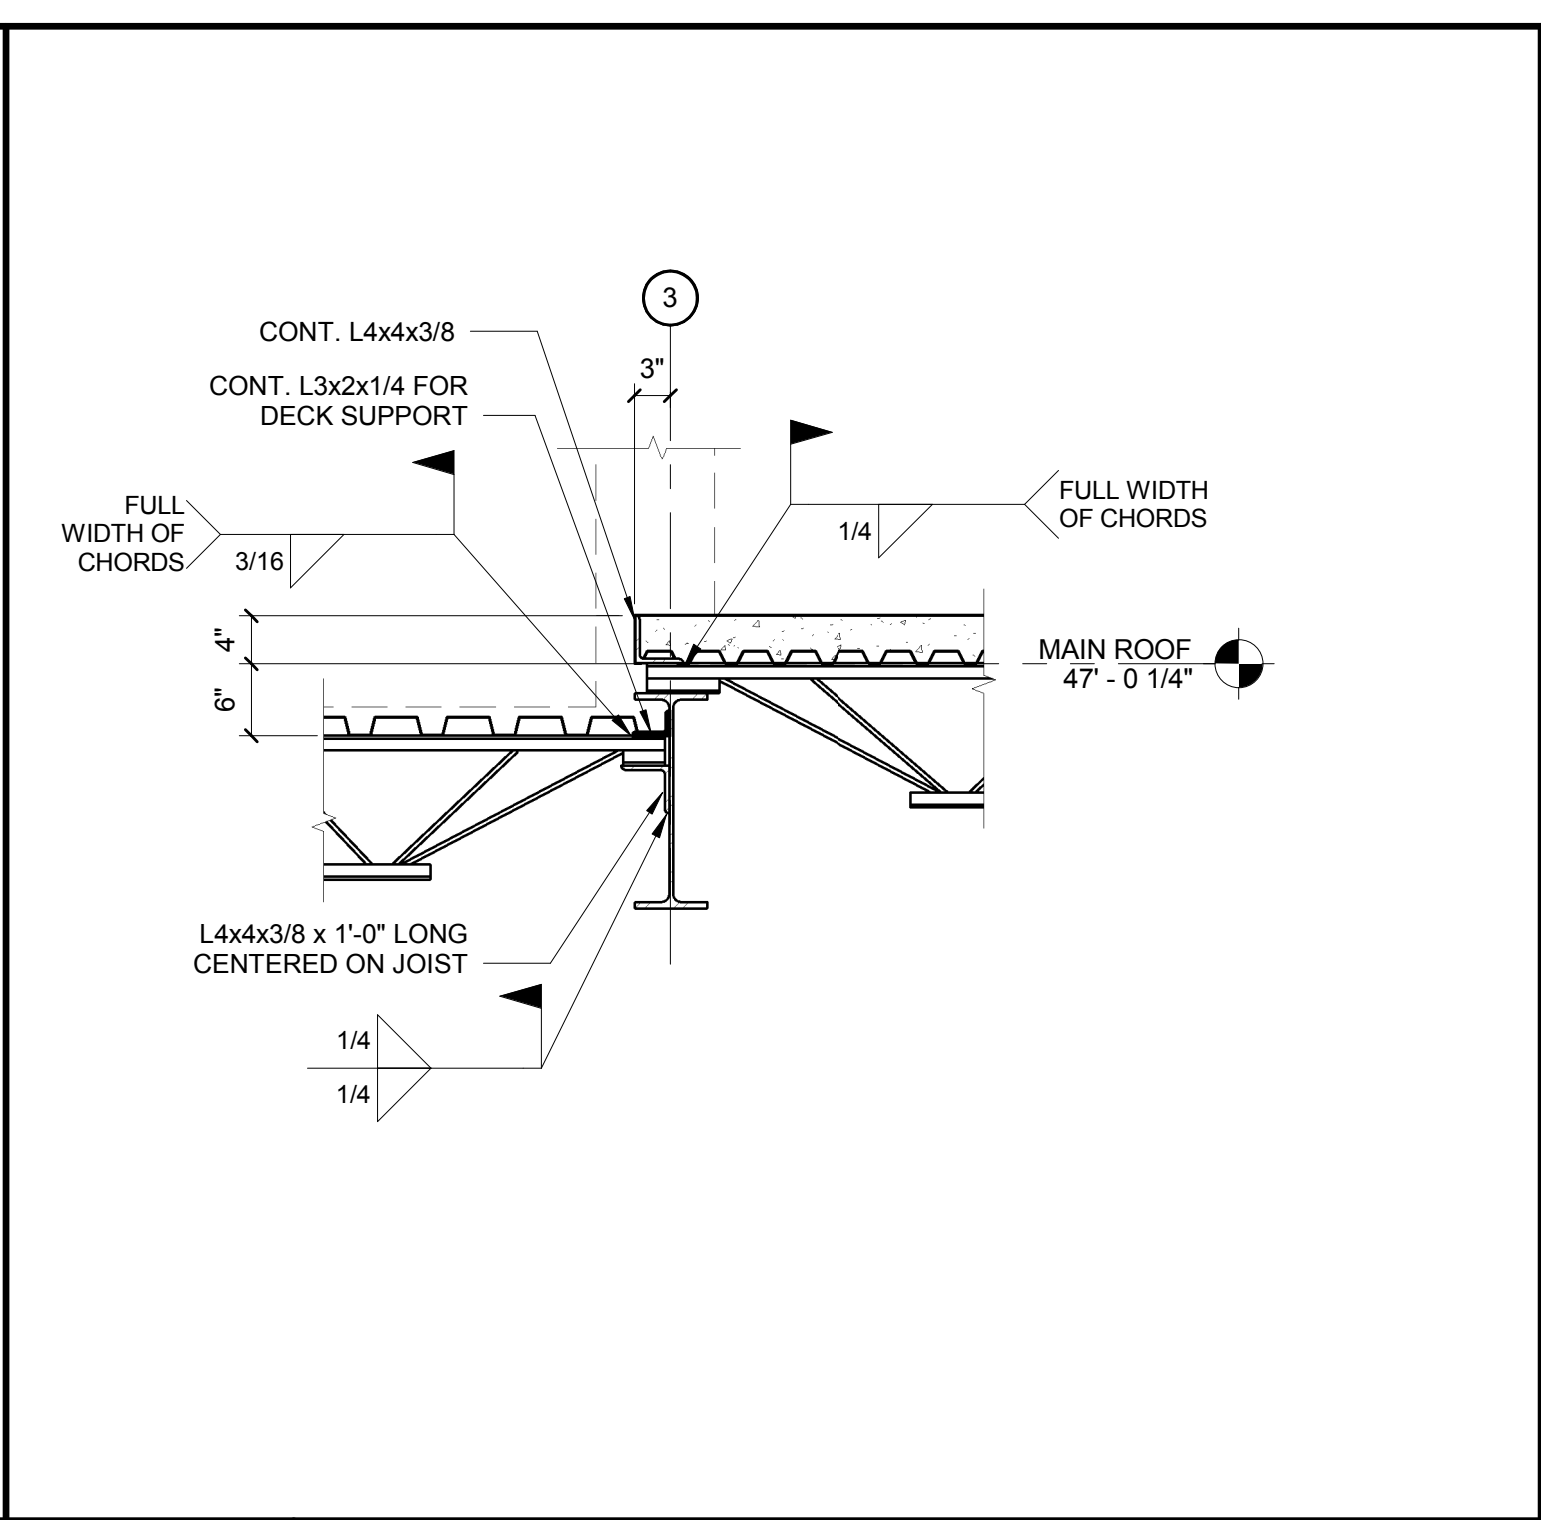 3
CONT. L4x4x3/8
3"
CONT. L3x2x1/4 FOR
DECK SUPPORT
FULL
WIDTH OF
CHORDS
3/16
1/4
FULL WIDTH
OF CHORDS
4"
6"
MAIN ROOF
47' - 0 1/4"
L4x4x3/8 x 1'-0" LONG
CENTERED ON JOIST
1/4
1/4